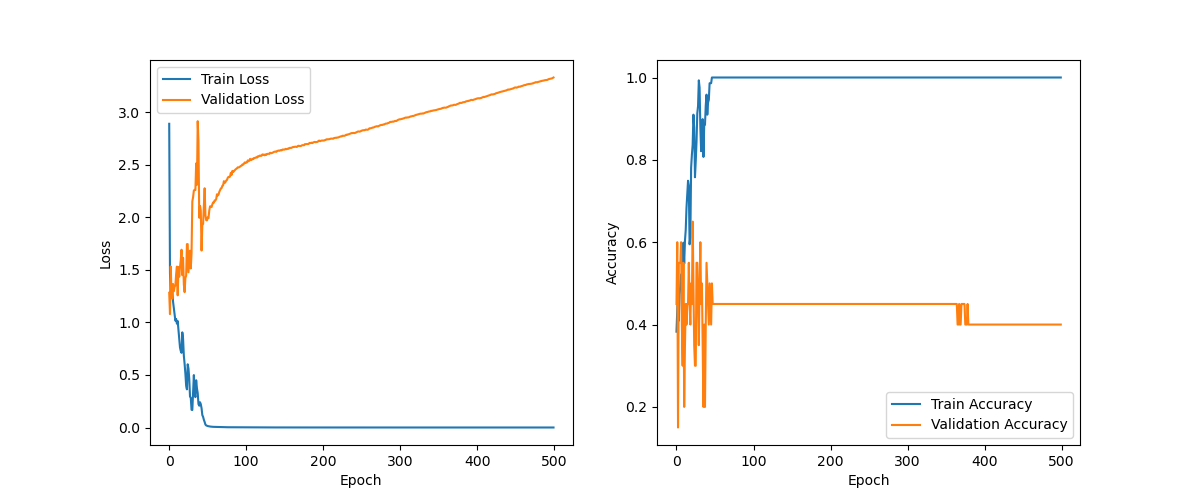 Train Loss
Validation Loss
3.0
2.5
2.0
1.5
1.0
0.5
0.0
Loss
0 100 200 300 400 500
Epoch
1.0
0.8
0.6
0.4
0.2
Accuracy
Train Accuracy
Validation Accuracy
0 100 200 300 400 500
Epoch